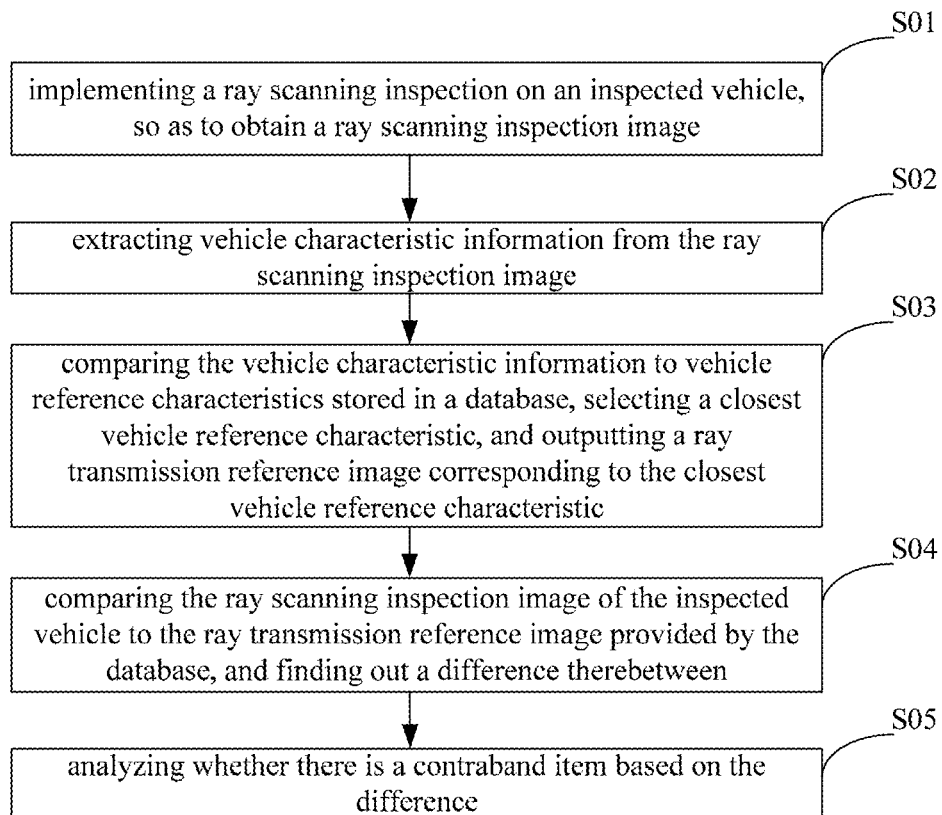 S01
implementing a ray scanning inspection on an inspected vehicle,
so as to obtain a ray scanning inspection image
S02
extracting vehicle characteristic information from the ray
scanning inspection image
S03
comparing the vehicle characteristic information to vehicle
reference characteristics stored in a database, selecting a closest
vehicle reference characteristic, and outputting a ray
transmission reference image corresponding to the closest
vehicle reference characteristic
S04
comparing the ray scanning inspection image of the inspected
vehicle to the ray transmission reference image provided by the
database, and finding out a difference therebetween
S05
analyzing whether there is a contraband item based on the
difference